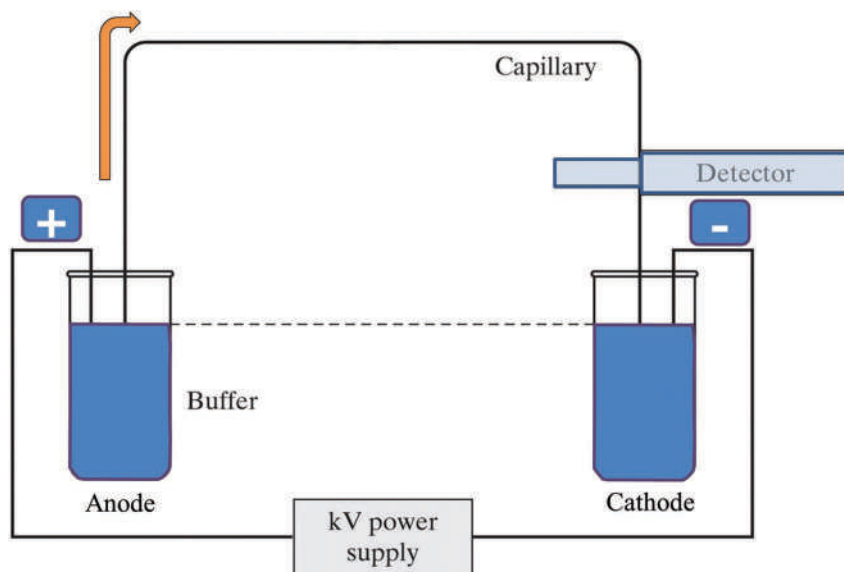 Capillary
Detector
+
-
Buffer
Anode
Cathode
kV power
supply